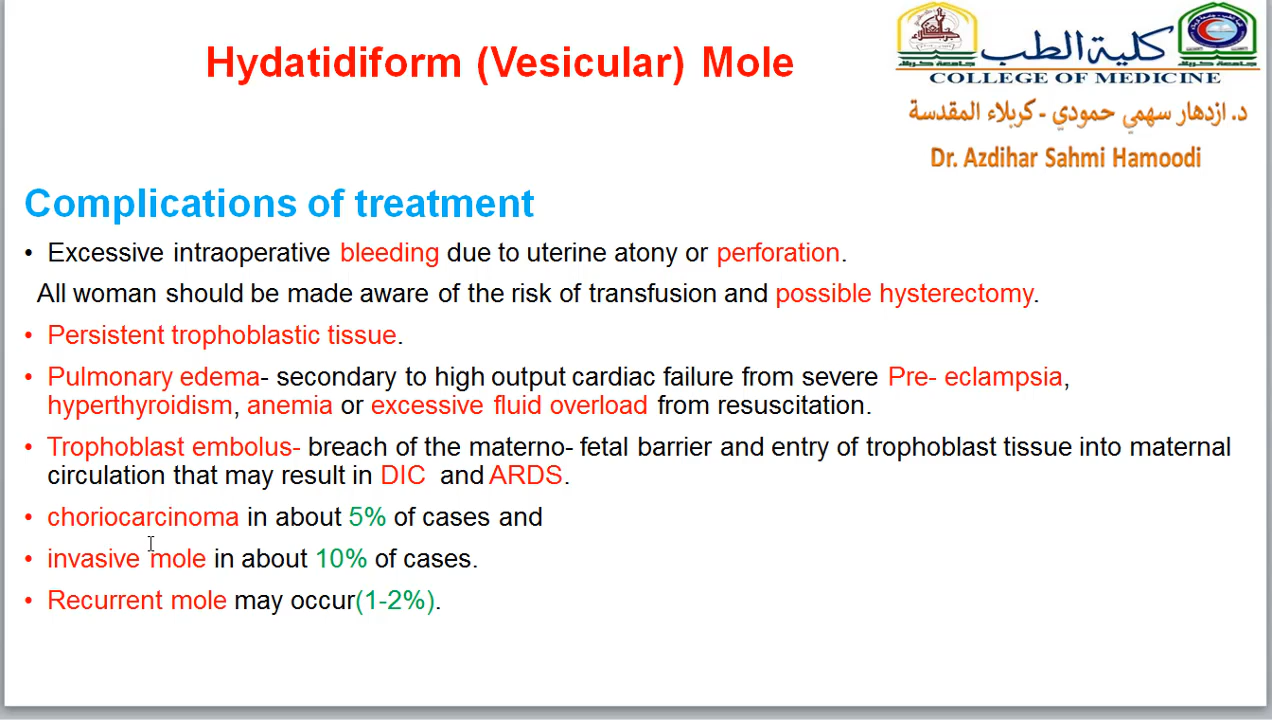 Hydatidiform (Vesicular) Mole
كلية الطب
COLLEGE OF MEDICINE
د. ازدهار سهمي حمودي - كربلاء المقدسة
Dr. Azdihar Sahmi Hamoodi
Complications of treatment
• Excessive intraoperative bleeding due to uterine atony or perforation.
All woman should be made aware of the risk of transfusion and possible hysterectomy.
• Persistent trophoblastic tissue.
• Pulmonary edema- secondary to high output cardiac failure from severe Pre- eclampsia,
hyperthyroidism, anemia or excessive fluid overload from resuscitation.
• Trophoblast embolus- breach of the materno- fetal barrier and entry of trophoblast tissue into maternal
circulation that may result in DIC and ARDS.
• choriocarcinoma in about 5% of cases and
• invasive mole in about 10% of cases.
• Recurrent mole may occur(1-2%).